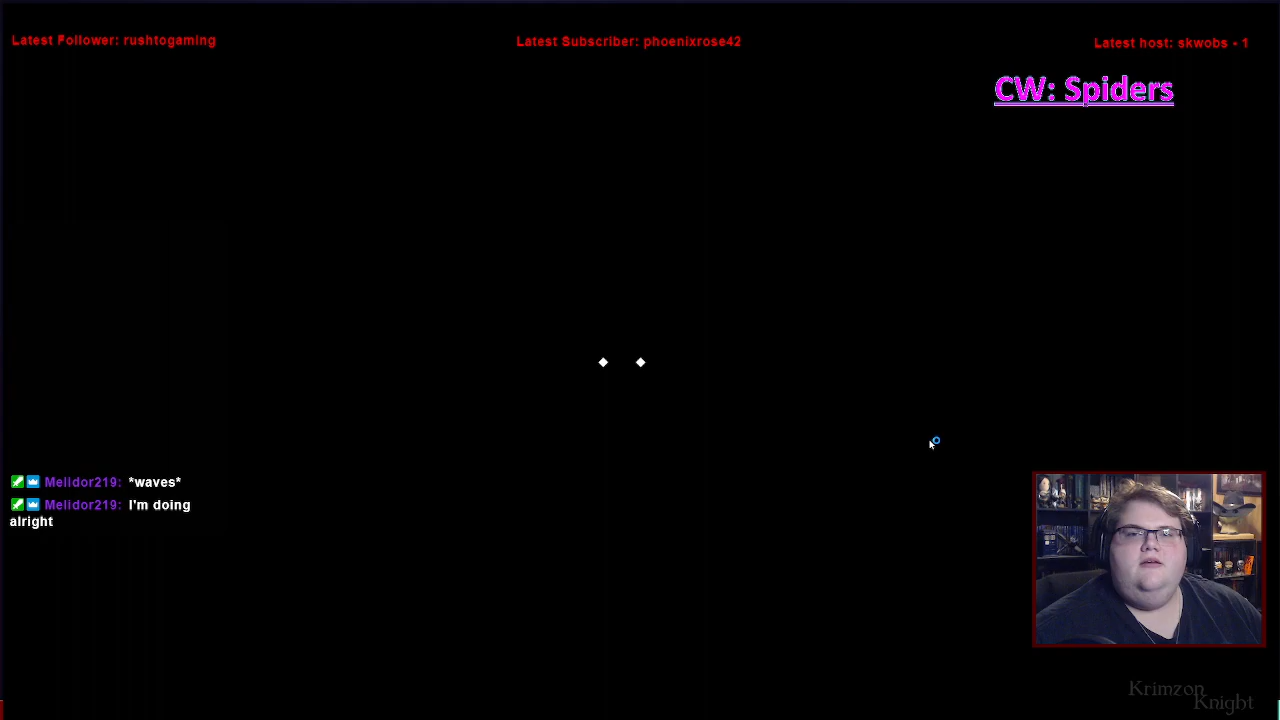 Latest Follower: rushtogaming
Latest Subscriber: phoenixrose42
Latest host: skwobs - 1
CW: Spiders
Melidor219: *waves*
Melidor219: I'm doing
alright
Krimzon
Knight